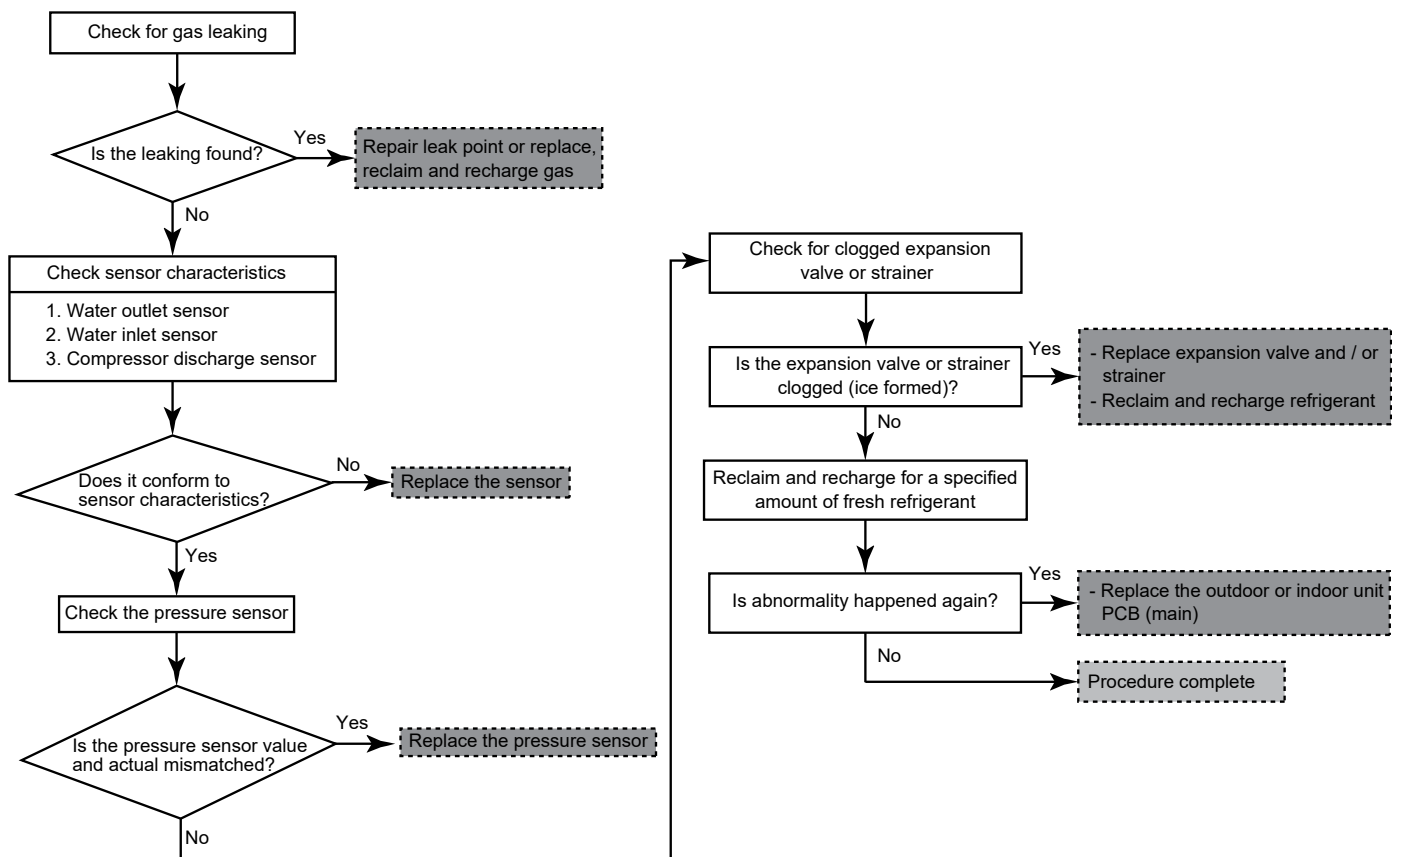 Check for gas leaking
Is the leaking found?
Yes
Repair leak point or replace,
reclaim and recharge gas
No
Check sensor characteristics
1. Water outlet sensor
2. Water inlet sensor
3. Compressor discharge sensor
Does it conform to
sensor characteristics?
No
Replace the sensor
Yes
Check the pressure sensor
Is the pressure sensor value
and actual mismatched?
Yes
Replace the pressure sensor
No
Check for clogged expansion
valve or strainer
Is the expansion valve or strainer
clogged (ice formed)?
Yes
- Replace expansion valve and / or
strainer
- Reclaim and recharge refrigerant
No
Reclaim and recharge for a specified
amount of fresh refrigerant
Is abnormality happened again?
Yes
- Replace the outdoor or indoor unit
PCB (main)
No
Procedure complete